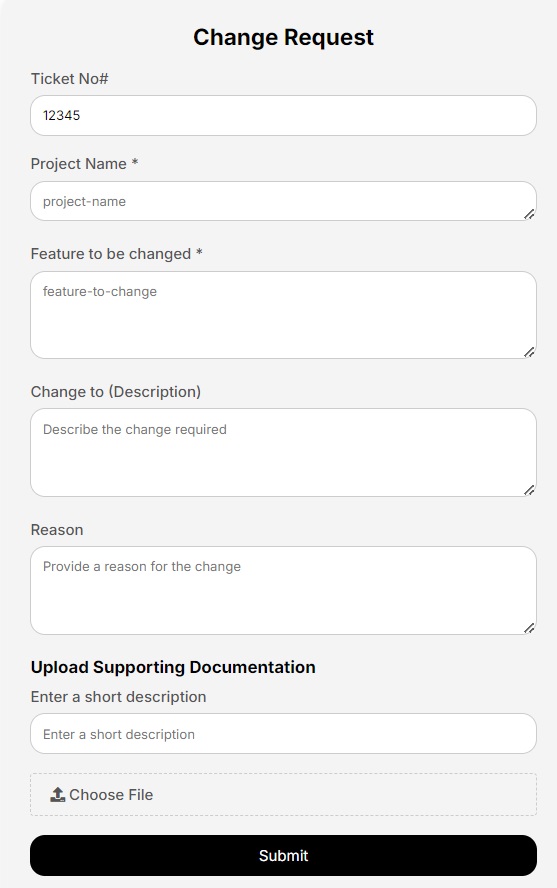 Change Request
Ticket No#
12345
Project Name *
project-name
Feature to be changed *
feature-to-change
Change to (Description)
Describe the change required
Reason
Provide a reason for the change
Upload Supporting Documentation
Enter a short description
Enter a short description
Choose File
Submit